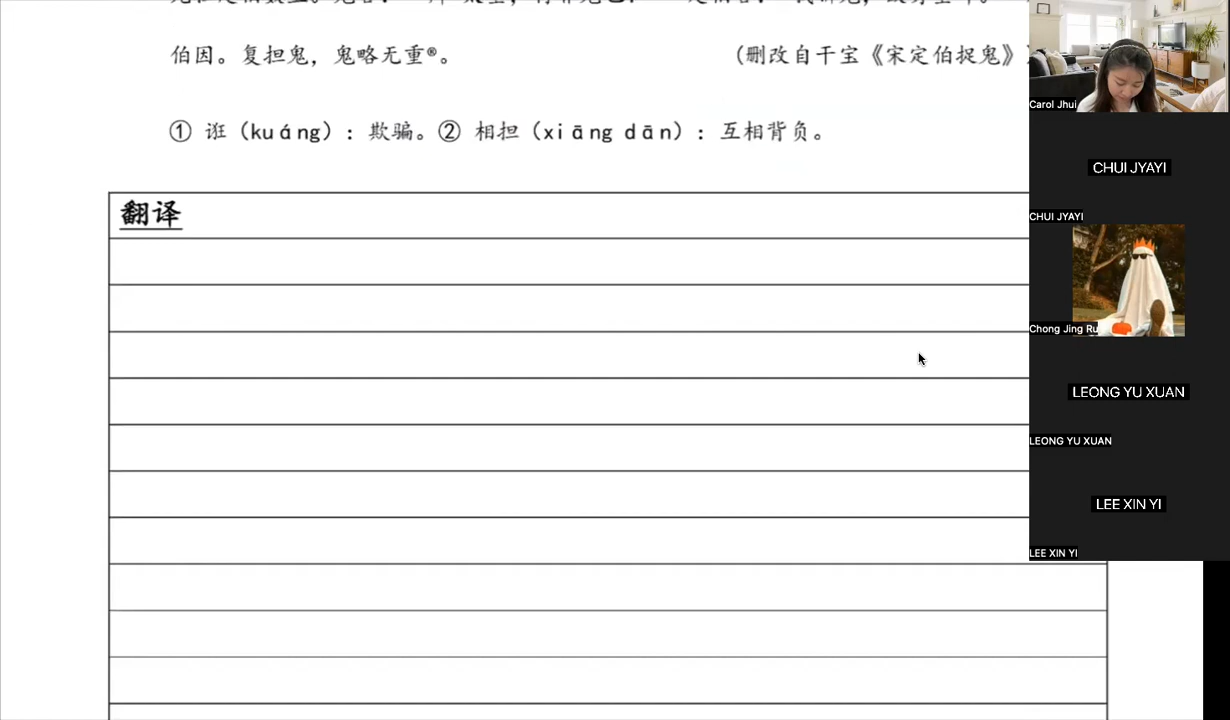 伯因。复担鬼，鬼略无重®。
(删改自干宝《宋定伯捉鬼》
① 诳（kuáng）：欺骗。② 相担（xiāng dān）：互相背负。
翻译
Carol Jhui
CHUI JYAYI
CHUI JYAYI
Chong Jing Ru
LEONG YU XUAN
LEONG YU XUAN
LEE XIN YI
LEE XIN YI